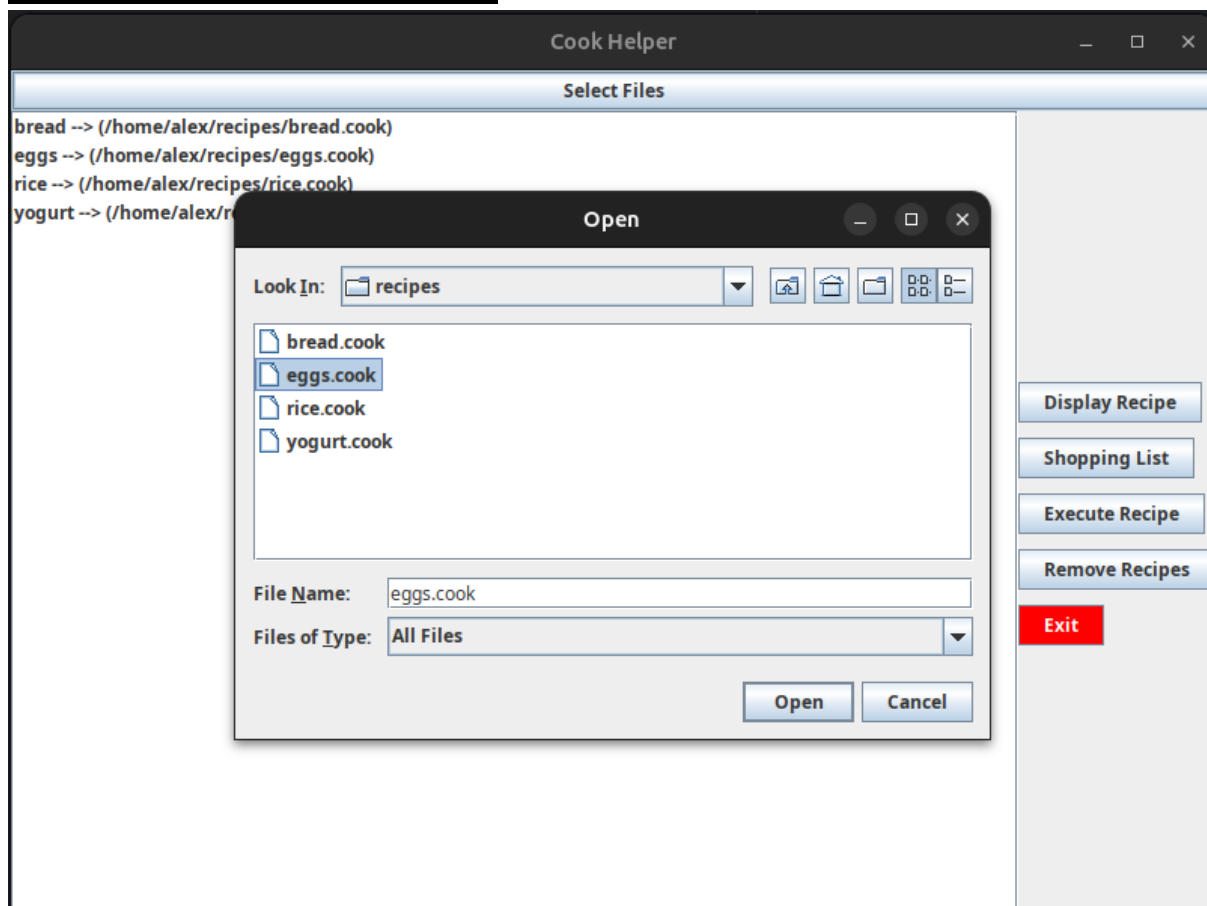 Cook Helper
Select Files
bread --> (/home/alex/recipes/bread.cook)
eggs --> (/home/alex/recipes/eggs.cook)
rice --> (/home/alex/recipes/rice.cook)
yogurt --> (/home/alex/r
Open
Look In: recipes
bread.cook
eggs.cook
rice.cook
yogurt.cook
File Name: eggs.cook
Files of Type: All Files
Open Cancel
Display Recipe
Shopping List
Execute Recipe
Remove Recipes
Exit